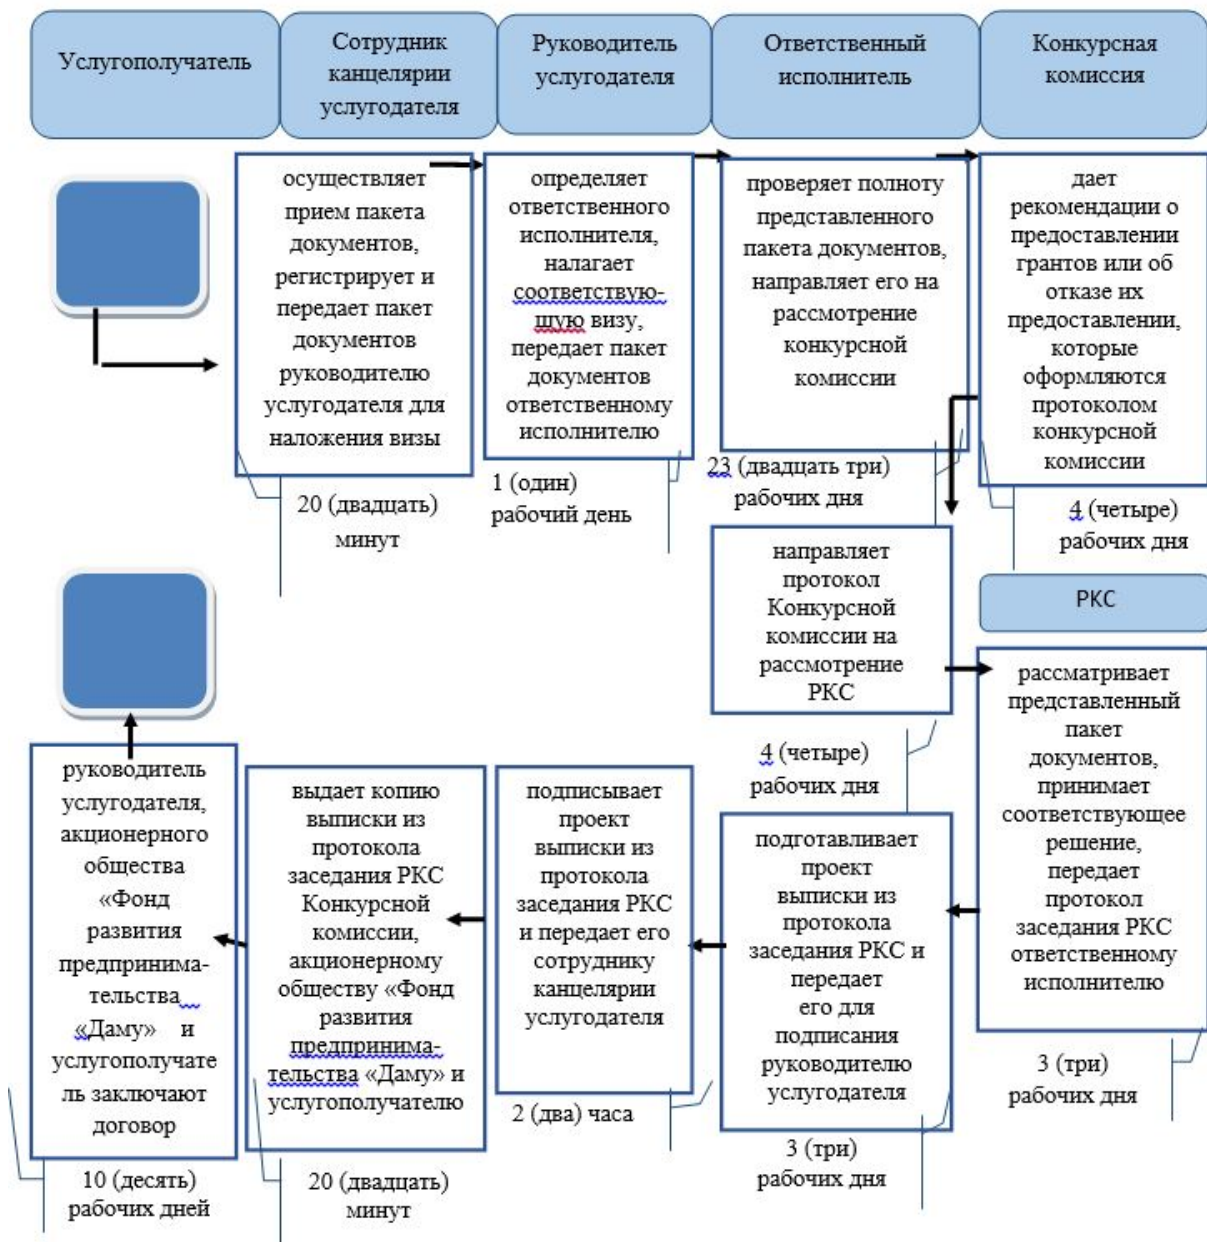 Услугополучатель
Сотрудник
канцелярии
услугодателя
Руководитель
услугодателя
Ответственный
исполнитель
Конкурсная
комиссия
осуществляет
прием пакета
документов,
регистрирует и
передает пакет
документов
руководителю
услугодателя для
наложения визы
20 (двадцать)
минут
определяет
ответственного
исполнителя,
налагает
соответствую-
щую визу,
передает пакет
документов
ответственному
исполнителю
1 (один)
рабочий день
проверяет полноту
представленного
пакета документов,
направляет его на
рассмотрение
конкурсной
комиссии
23 (двадцать три)
рабочих дня
дает
рекомендации о
предоставлении
грантов или об
отказе их
предоставлении,
которые
оформляются
протоколом
конкурсной
комиссии
4 (четыре)
рабочих дня
направляет
протокол
Конкурсной
комиссии на
рассмотрение
РКС
4 (четыре)
рабочих дня
РКС
рассматривает
представленный
пакет
документов,
принимает
соответствующее
решение,
передает
протокол
заседания РКС
ответственному
исполнителю
3 (три)
рабочих дня
подготавливает
проект
выписки из
протокола
заседания РКС и
передает
его для
подписания
руководителю
услугодателя
3 (три)
рабочих дня
подписывает
проект
выписки из
протокола
заседания РКС
и передает его
сотруднику
канцелярии
услугодателя
2 (два) часа
выдает копию
выписки из
протокола
заседания РКС
Конкурсной
комиссии,
акционерному
обществу «Фонд
развития
предпринима-
тельства «Даму» и
услугополучателю
20 (двадцать)
минут
руководитель
услугодателя,
акционерного
общества
«Фонд
развития
предпринима-
тельства
«Даму» и
услугополучате
ль заключают
договор
10 (десять)
рабочих дней